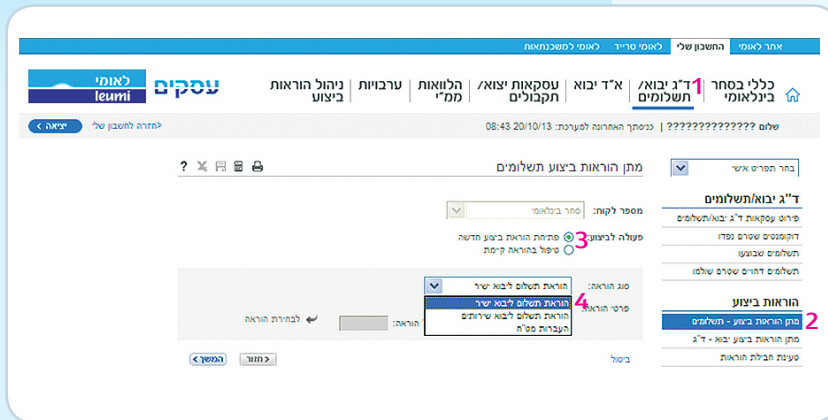 אתר לאומי החשבון שלי לאומי טרייד לאומי למשכנתאות
כללי בסחר בינלאומי
1 ד"ג יבוא/ תשלומים
א"ד יבוא
עסקאות יצוא/ תקבולים
הלוואות ממ"י
ערבויות
ניהול הוראות ביצוע
עסקים
לאומי
leumi
שלום ?????????????? | כניסתך האחרונה למערכת: 20/10/13 08:43
>חזרה לחשבון שלי
יציאה >
בחר תפריט אישי
ד"ג יבוא/תשלומים
פירוט עסקאות ד"ג יבוא/תשלומים
דוקומנטים שטרם נפדו
תשלומים שבוצעו
תשלומים דחויים שטרם שולמו
הוראות ביצוע
2 מתן הוראות ביצוע - תשלומים
מתן הוראות ביצוע יבוא - ד"ג
טעינת חבילת הוראות
מתן הוראות ביצוע תשלומים
?
מספר לקוח: סחר בינלאומי
פעולה לביצוע: 3 פתיחת הוראת ביצוע חדשה
טיפול בהוראה קיימת
סוג הוראה: הוראת תשלום ליבוא ישיר
4 הוראת תשלום ליבוא ישיר
הוראת תשלום ליבוא שירותים
העברות מט"ח
פרטי הוראה:
הוראה:
לבחירת הוראה
ביטול
< חזור
המשך >